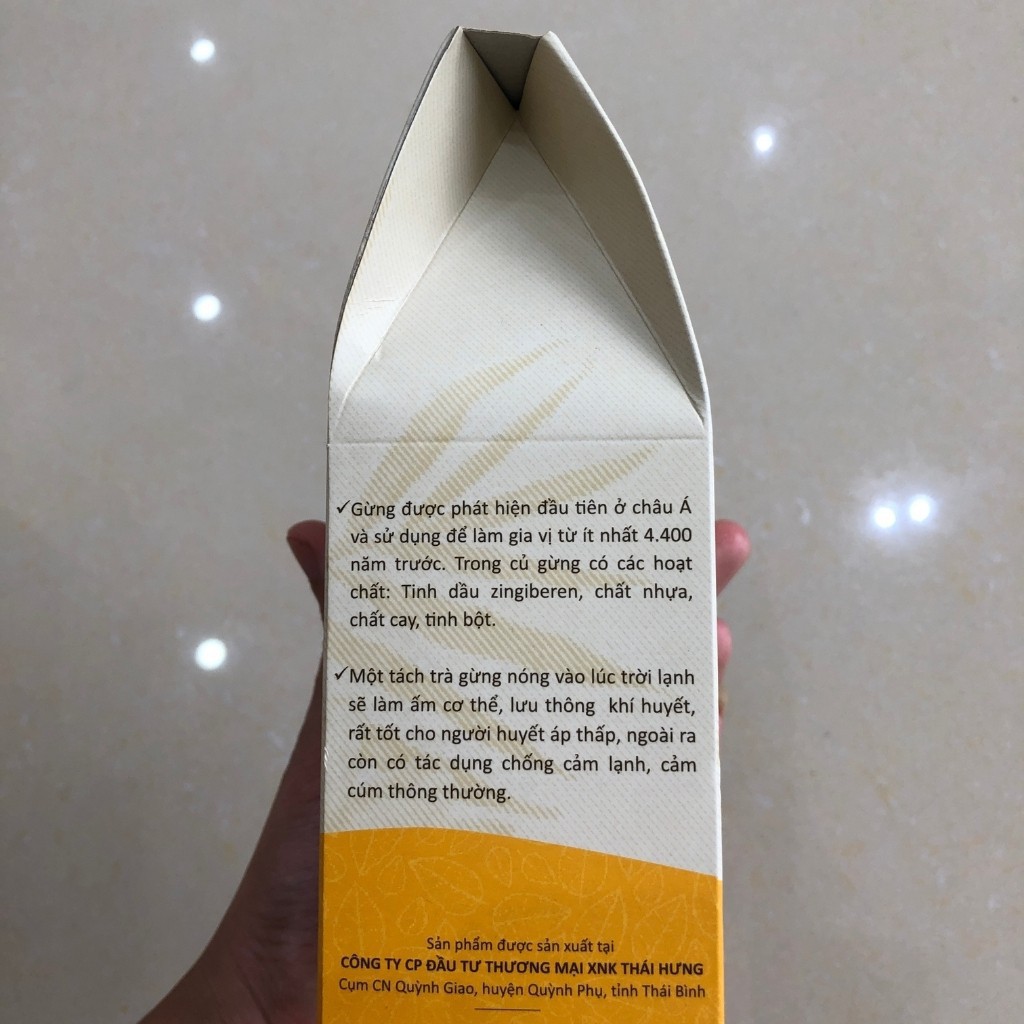 ✓Gừng được phát hiện đầu tiên ở châu Á
và sử dụng để làm gia vị từ ít nhất 4.400
năm trước. Trong củ gừng có các hoạt
chất: Tinh dầu zingiberen, chất nhựa,
chất cay, tinh bột.
✓Một tách trà gừng nóng vào lúc trời lạnh
sẽ làm ấm cơ thể, lưu thông khí huyết,
rất tốt cho người huyết áp thấp, ngoài ra
còn có tác dụng chống cảm lạnh, cảm
cúm thông thường.
Sản phẩm được sản xuất tại
CÔNG TY CP ĐẦU TƯ THƯƠNG MẠI XNK THÁI HƯNG
Cụm CN Quỳnh Giao, huyện Quỳnh Phụ, tỉnh Thái Bình